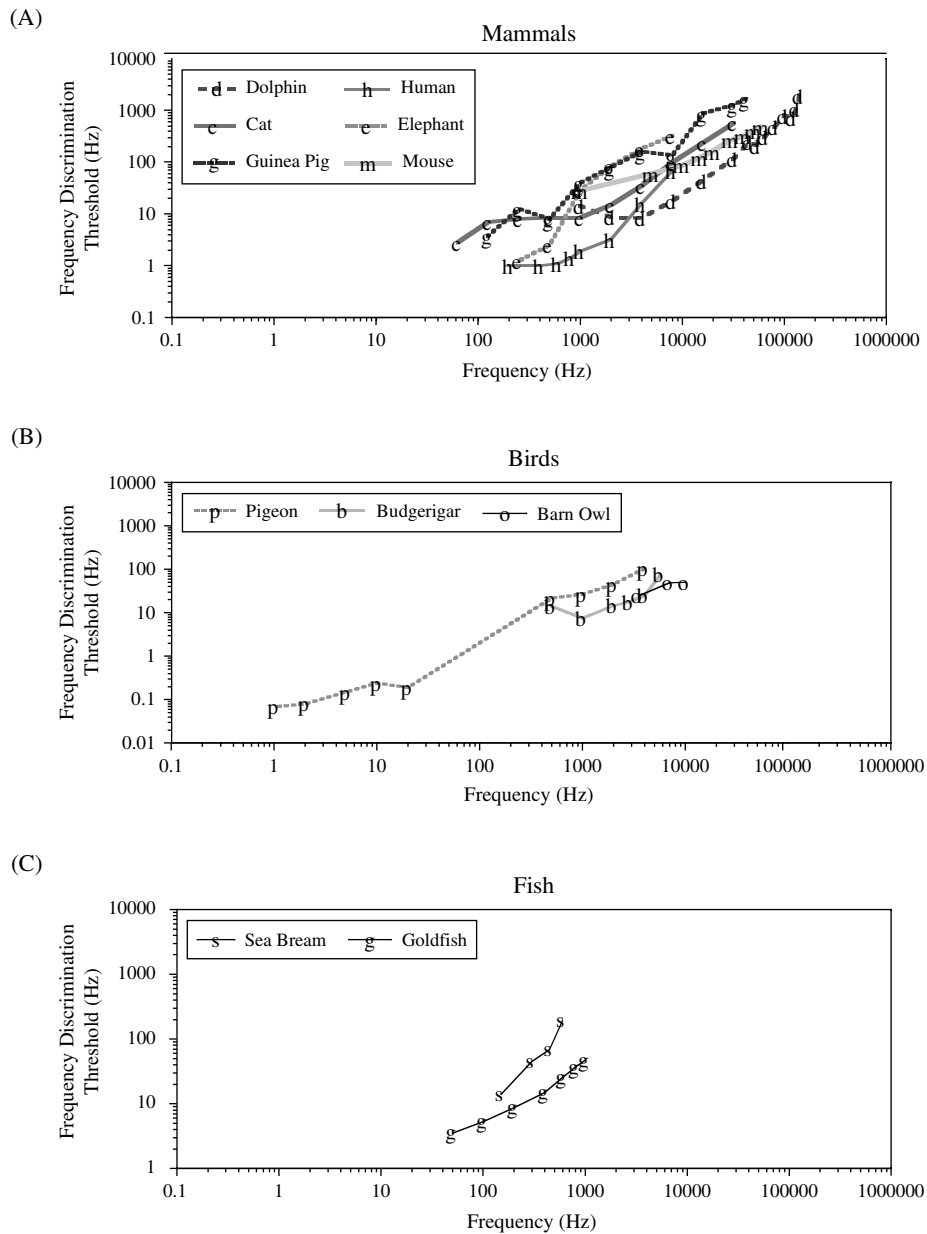 (A)
Mammals
10000
1000
100
10
1
0.1
Frequency Discrimination
Threshold (Hz)
d Dolphin
h Human
c Cat
e Elephant
g Guinea Pig
m Mouse
0.1 1 10 100 1000 10000 100000 1000000
Frequency (Hz)
(B)
Birds
10000
1000
100
10
1
0.1
0.01
Frequency Discrimination
Threshold (Hz)
p Pigeon b Budgerigar o Barn Owl
0.1 1 10 100 1000 10000 100000 1000000
Frequency (Hz)
(C)
Fish
10000
1000
100
10
1
Frequency Discrimination
Threshold (Hz)
s Sea Bream g Goldfish
0.1 1 10 100 1000 10000 100000 1000000
Frequency (Hz)